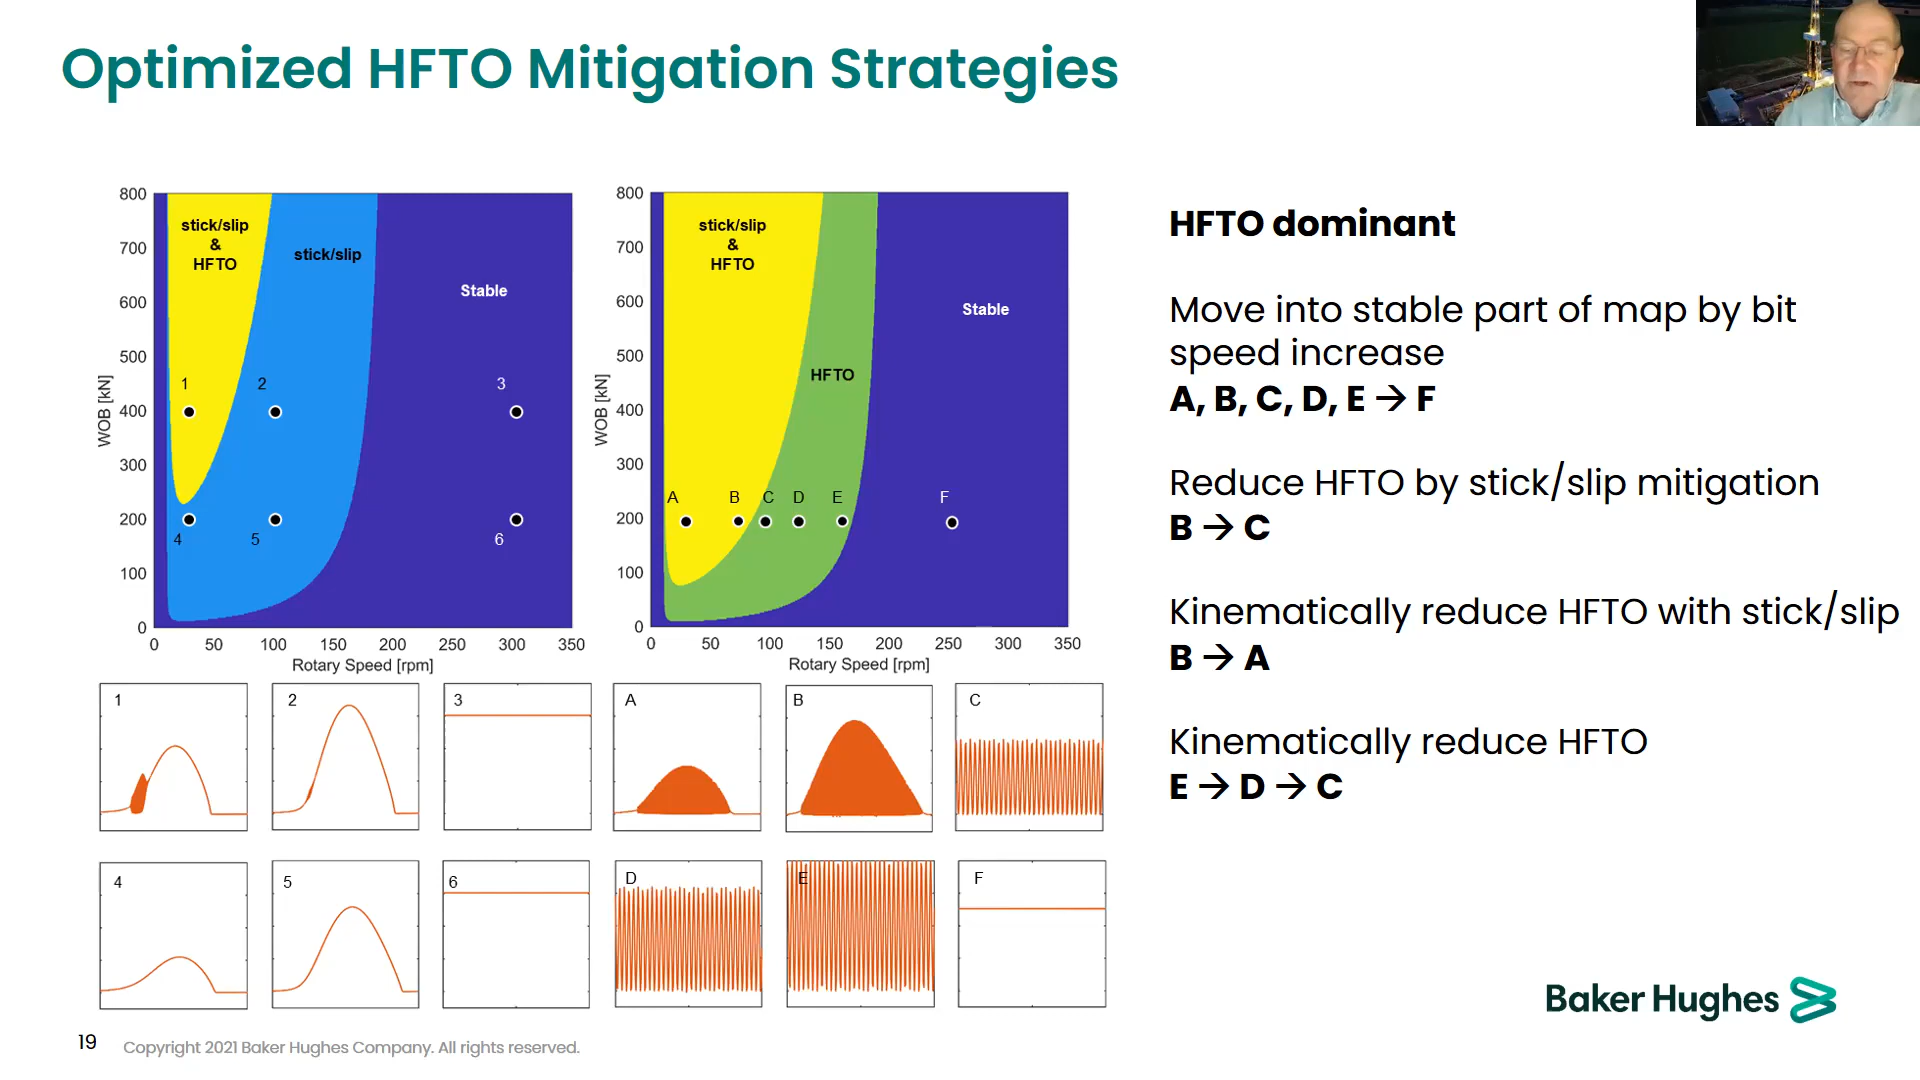 Optimized HFTO Mitigation Strategies
800
700
600
500
400
300
200
100
0
WOB [kN]
stick/slip
&
HFTO
stick/slip
Stable
1
2
3
4
5
6
0 50 100 150 200 250 300 350
Rotary Speed [rpm]
800
700
600
500
400
300
200
100
0
WOB [kN]
stick/slip
&
HFTO
HFTO
Stable
A B C D E F
0 50 100 150 200 250 300 350
Rotary Speed [rpm]
1
2
3
A
B
C
4
5
6
D
E
F
HFTO dominant
Move into stable part of map by bit
speed increase
A, B, C, D, E → F
Reduce HFTO by stick/slip mitigation
B → C
Kinematically reduce HFTO with stick/slip
B → A
Kinematically reduce HFTO
E → D → C
Baker Hughes
19
Copyright 2021 Baker Hughes Company. All rights reserved.